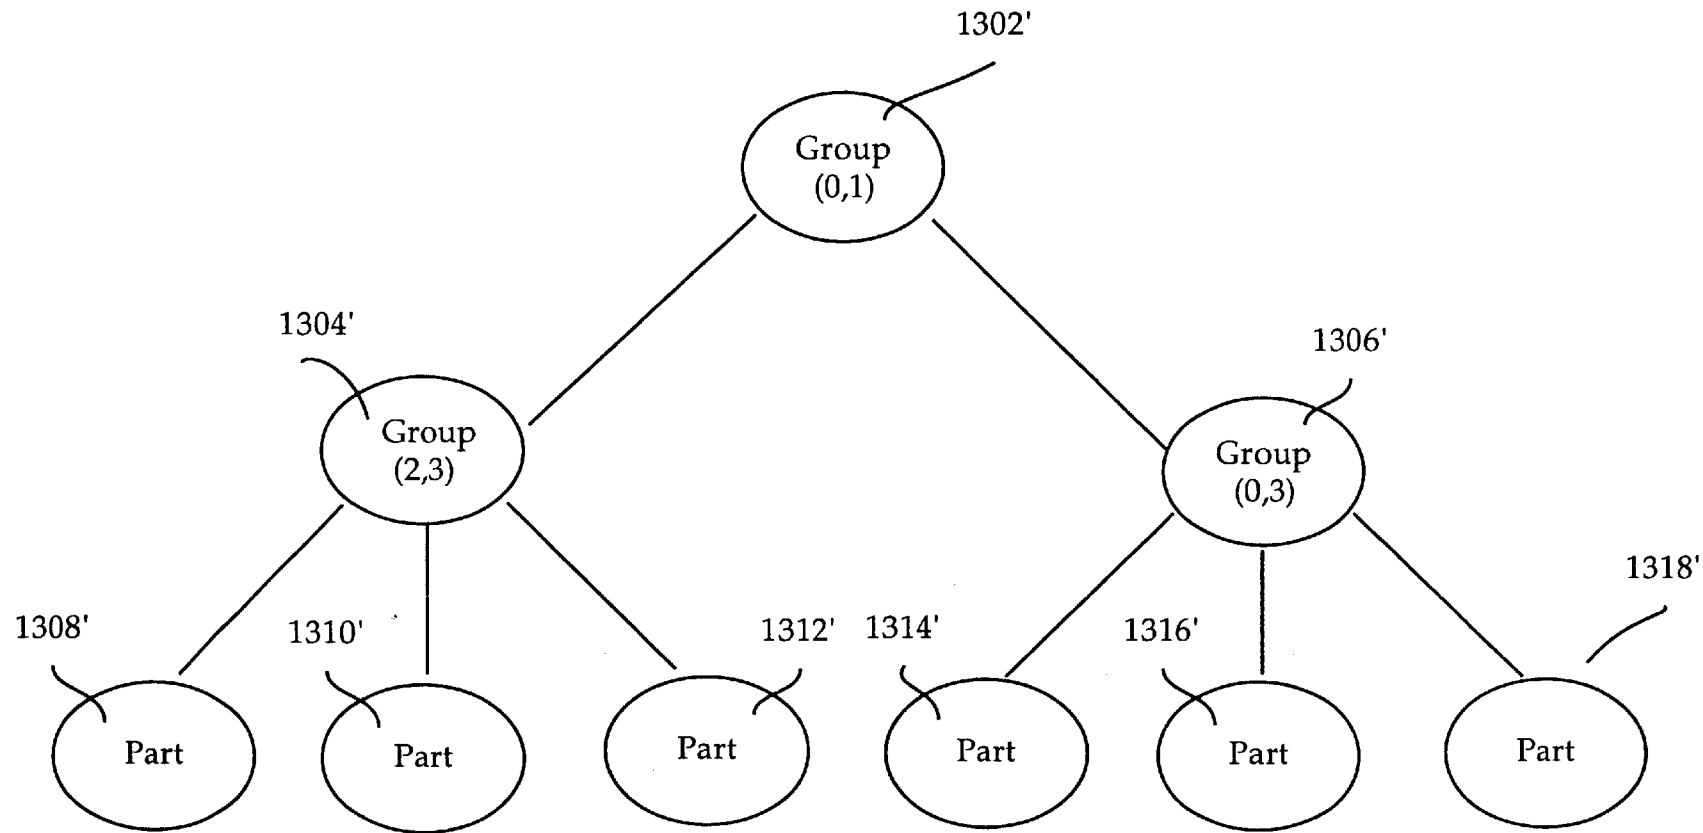 1302'
Group
(0,1)
1304'
1306'
Group
(2,3)
Group
(0,3)
1318'
1308'
1310'
1312'
1314'
1316'
Part
Part
Part
Part
Part
Part